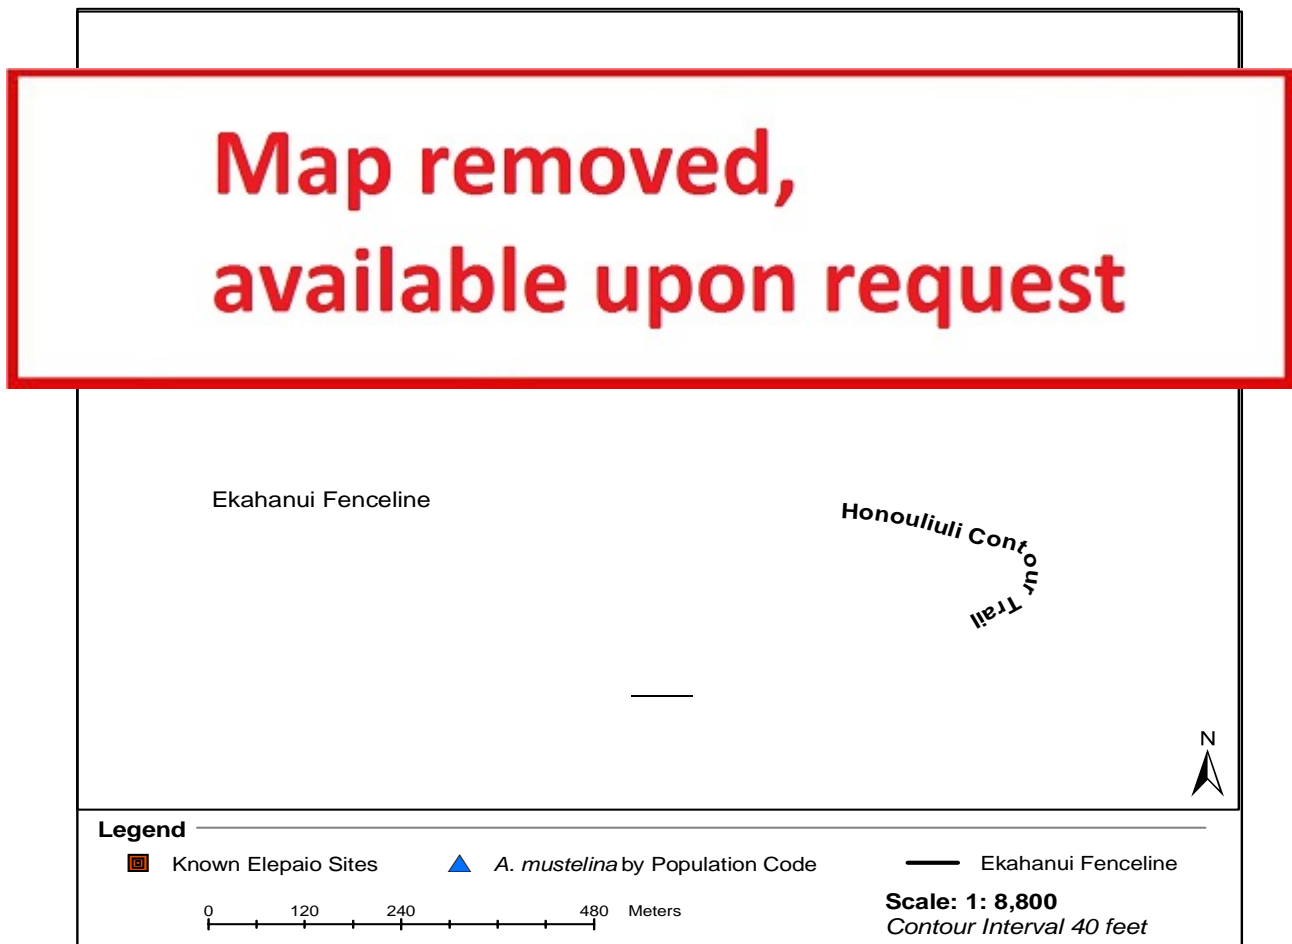 Map removed,
available upon request
Ekahanui Fenceline
Honouliuli Contour Trail
N
Legend
Known Elepaio Sites
A. mustelina by Population Code
Ekahanui Fenceline
0 120 240 480 Meters
Scale: 1: 8,800
Contour Interval 40 feet